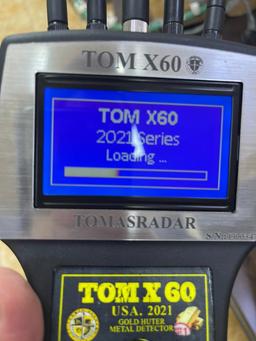 TOM X60
TOM X60
2021 Series
Loading ...
TOMASRADAR
TOM X 60
USA. 2021
GOLD HUTER
METAL DETECTOR